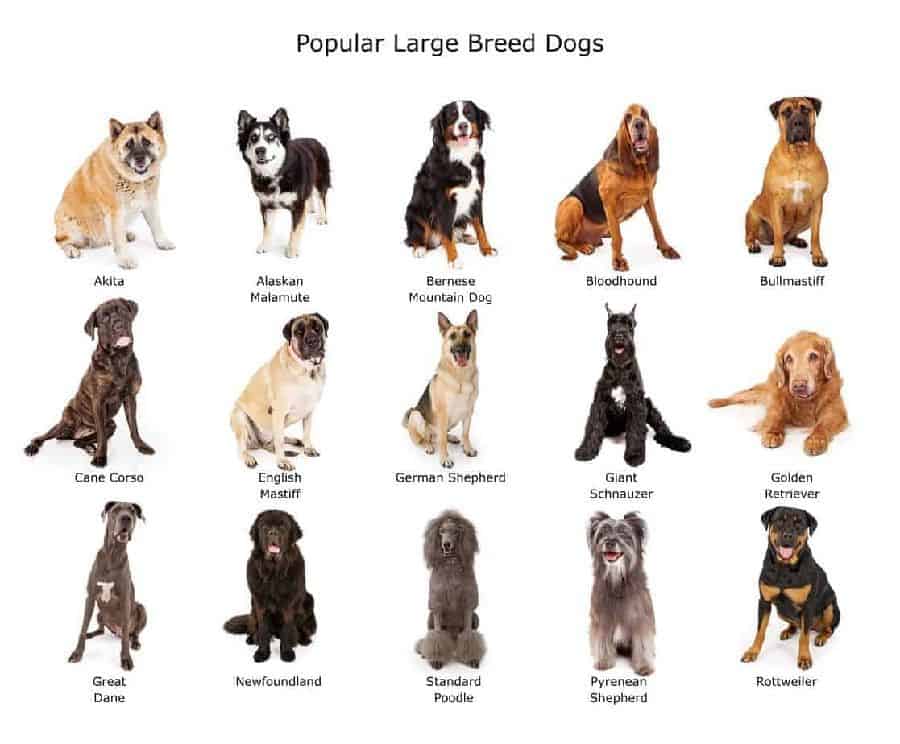 Popular Large Breed Dogs
Akita
Alaskan
Malamute
Bernese
Mountain Dog
Bloodhound
Bullmastiff
Cane Corso
English
Mastiff
German Shepherd
Giant
Schnauzer
Golden
Retriever
Great
Dane
Newfoundland
Standard
Poodle
Pyrenean
Shepherd
Rottweiler